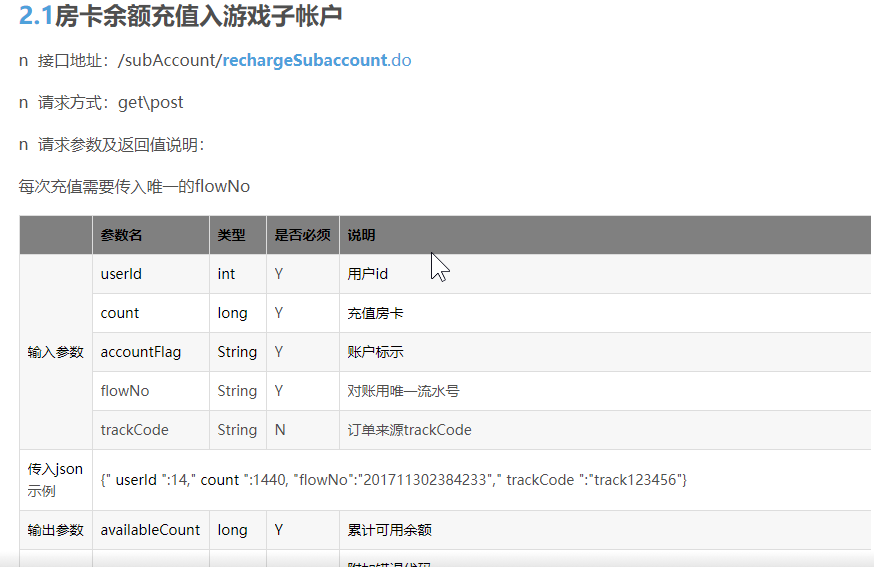 2.1房卡余额充值入游戏子帐户
n 接口地址：/subAccount/rechargeSubaccount.do
n 请求方式：get\post
n 请求参数及返回值说明：
每次充值需要传入唯一的flowNo
参数名 类型 是否必须 说明
userId int Y 用户id
count long Y 充值房卡
输入参数 accountFlag String Y 账户标示
flowNo String Y 对账用唯一流水号
trackCode String N 订单来源trackCode
传入json
示例
{" userId ":14," count ":1440, "flowNo":"201711302384233"," trackCode ":"track123456"}
输出参数 availableCount long Y 累计可用余额